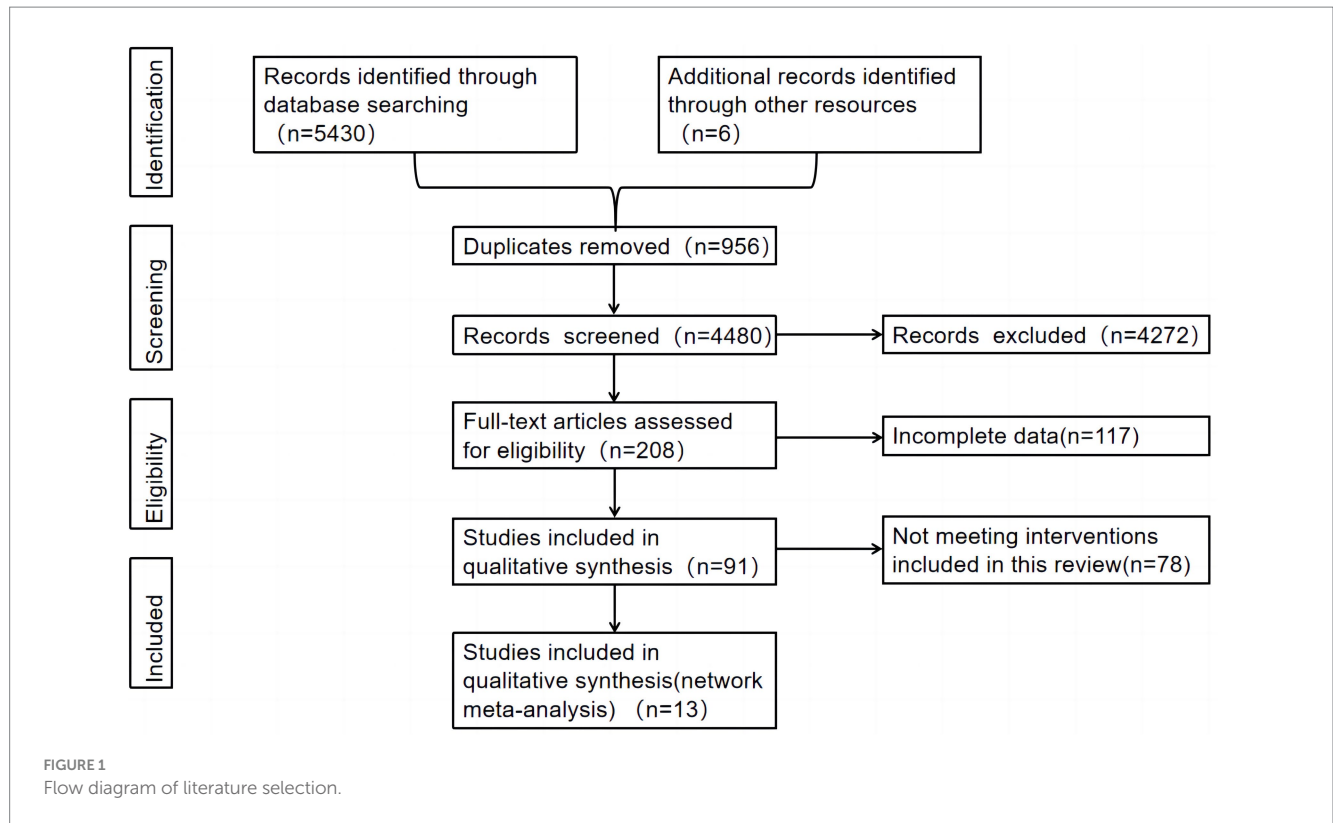 Identification
Records identified through
database searching
（n=5430）
Additional records identified
through other resources
（n=6）
Screening
Duplicates removed（n=956）
Records screened（n=4480）
Records excluded（n=4272）
Eligibility
Full-text articles assessed
for eligibility（n=208）
Incomplete data(n=117）
Studies included in
qualitative synthesis（n=91）
Not meeting interventions
included in this review(n=78）
Included
Studies included in
qualitative synthesis(network
meta-analysis)（n=13）
FIGURE 1
Flow diagram of literature selection.